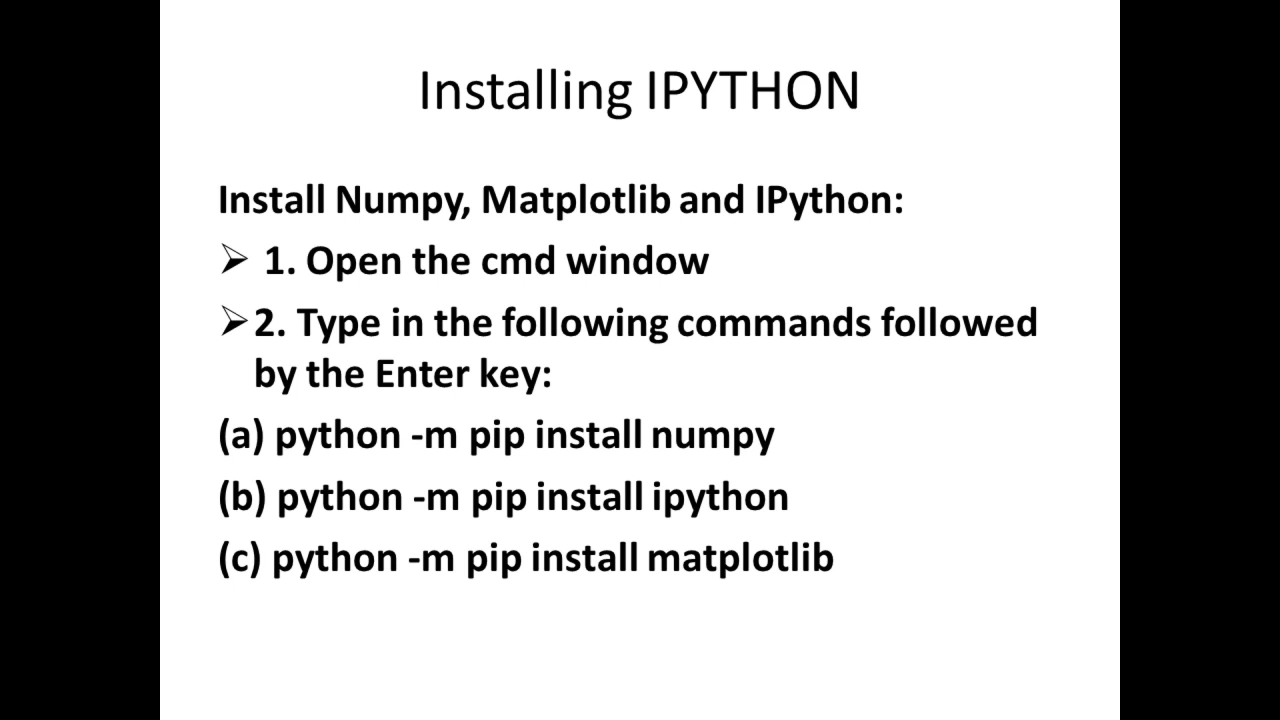 Installing IPYTHON
Install Numpy, Matplotlib and IPython:
➢ 1. Open the cmd window
➢ 2. Type in the following commands followed
by the Enter key:
(a) python -m pip install numpy
(b) python -m pip install ipython
(c) python -m pip install matplotlib